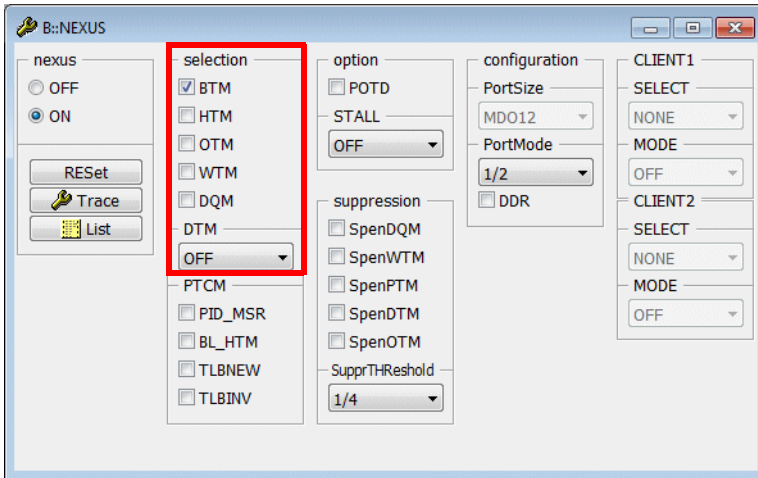 B::NEXUS
nexus
OFF
ON
RESet
Trace
List
selection
BTM
HTM
OTM
WTM
DQM
DTM
OFF
PTCM
PID_MSR
BL_HTM
TLBNEW
TLBINV
option
POTD
STALL
OFF
suppression
SpenDQM
SpenWTM
SpenPTM
SpenDTM
SpenOTM
SupprTHReshold
1/4
configuration
PortSize
MDO12
PortMode
1/2
DDR
CLIENT1
SELECT
NONE
MODE
OFF
CLIENT2
SELECT
NONE
MODE
OFF